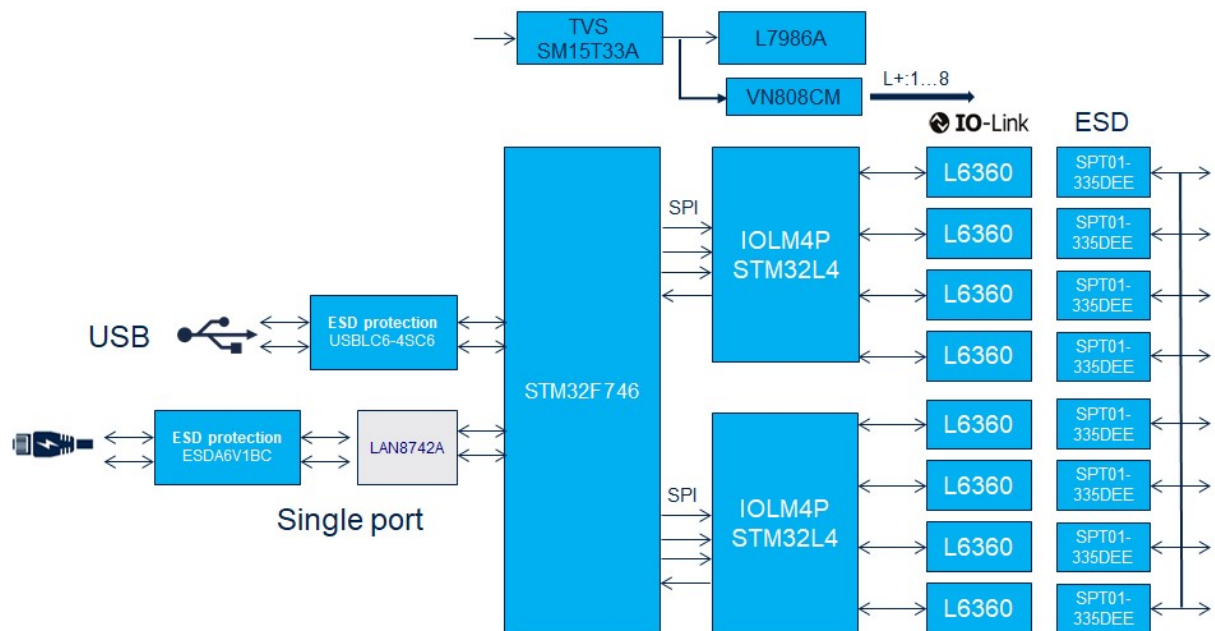 TVS
SM15T33A
L7986A
VN808CM
L+:1...8
IO-Link
ESD
STM32F746
SPI
IOLM4P
STM32L4
L6360
SPT01-
335DEE
L6360
SPT01-
335DEE
L6360
SPT01-
335DEE
L6360
SPT01-
335DEE
USB
ESD protection
USBLC6-4SC6
ESD protection
ESDA6V1BC
LAN8742A
Single port
SPI
IOLM4P
STM32L4
L6360
SPT01-
335DEE
L6360
SPT01-
335DEE
L6360
SPT01-
335DEE
L6360
SPT01-
335DEE